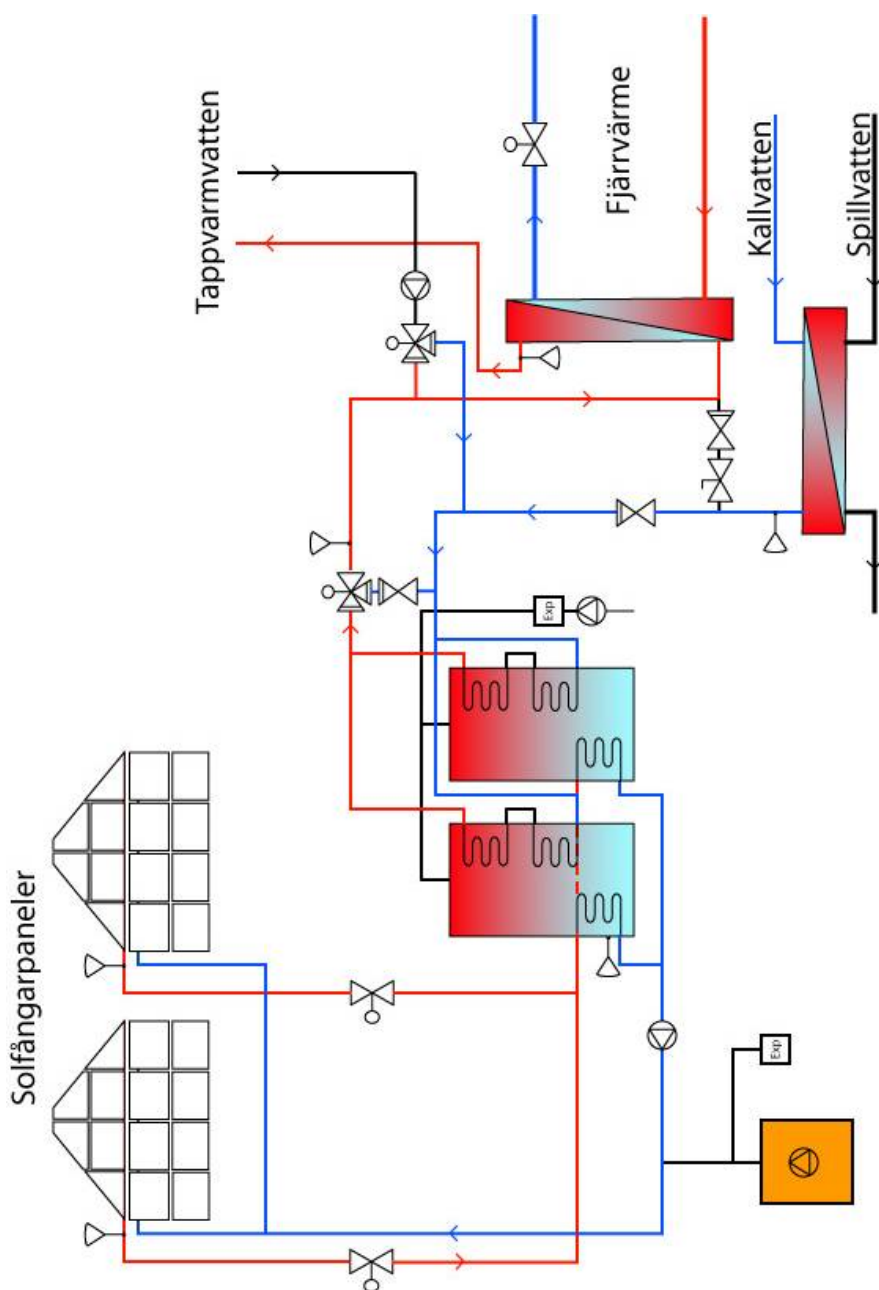 Solfångarpaneler
Tappvarmvatten
Fjärrvärme
Kallvatten
Spillvatten
Exp
Exp